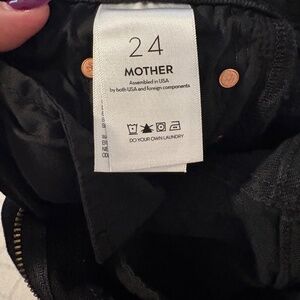 24
MOTHER
Assembled in USA
by both USA and foreign components
DO YOUR OWN LAUNDRY